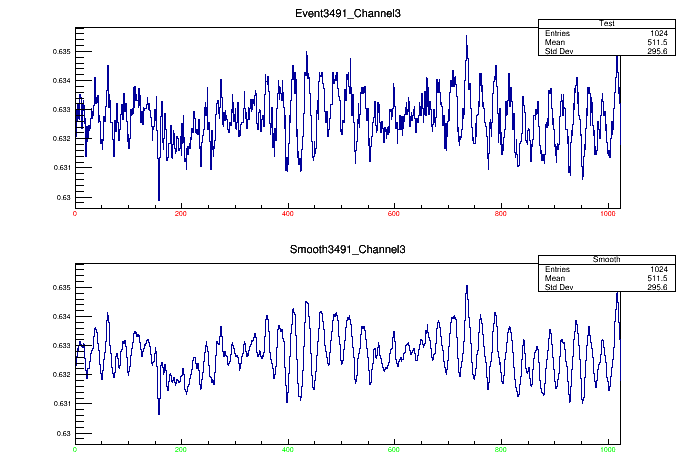 Event3491_Channel3
Test
Entries 1024
Mean 511.5
Std Dev 295.6
0.635
0.634
0.633
0.632
0.631
0.63
0 200 400 600 800 1000
Smooth3491_Channel3
Smooth
Entries 1024
Mean 511.5
Std Dev 295.6
0.635
0.634
0.633
0.632
0.631
0.63
0 200 400 600 800 1000